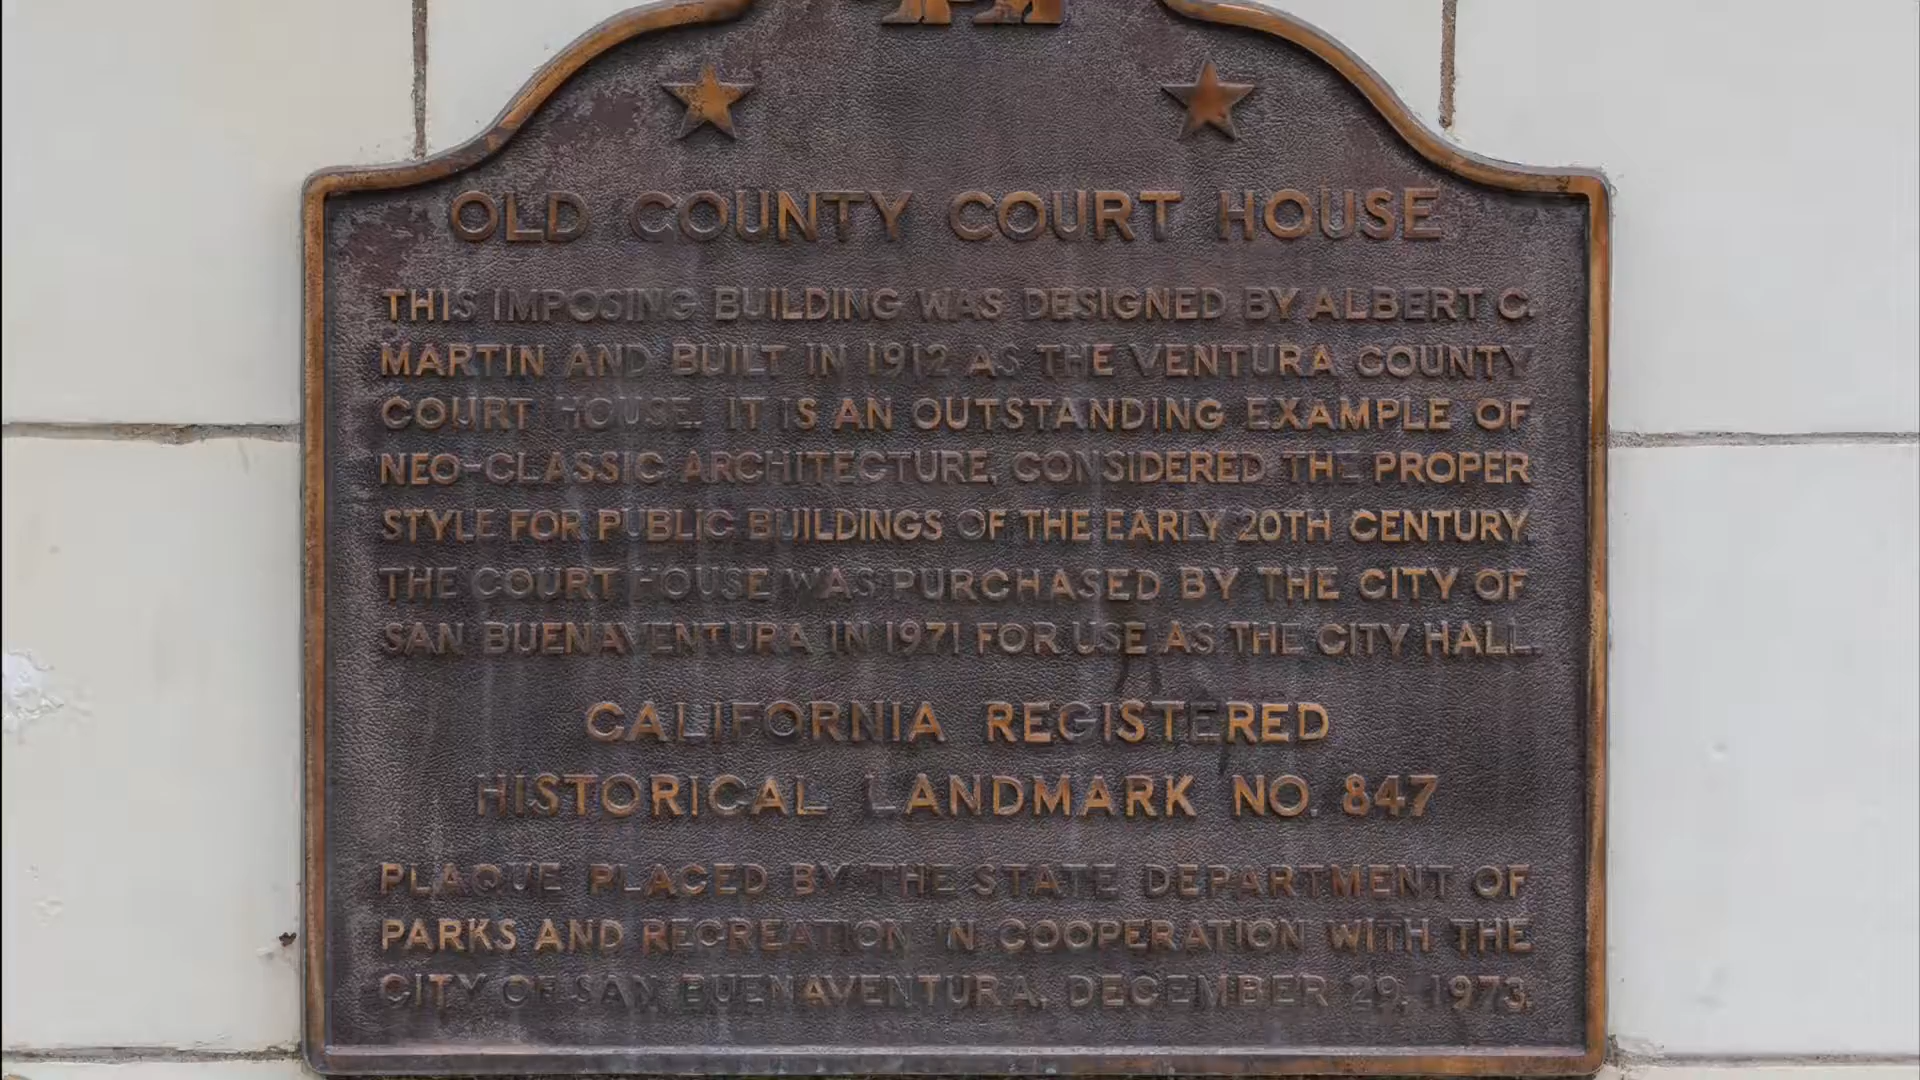 OLD COUNTY COURT HOUSE
THIS IMPOSING BUILDING WAS DESIGNED BY ALBERT C.
MARTIN AND BUILT IN 1912 AS THE VENTURA COUNTY
COURT HOUSE. IT IS AN OUTSTANDING EXAMPLE OF
NEO-CLASSIC ARCHITECTURE, CONSIDERED THE PROPER
STYLE FOR PUBLIC BUILDINGS OF THE EARLY 20TH CENTURY.
THE COURT HOUSE WAS PURCHASED BY THE CITY OF
SAN BUENAVENTURA IN 1971 FOR USE AS THE CITY HALL.
CALIFORNIA REGISTERED
HISTORICAL LANDMARK NO. 847
PLAQUE PLACED BY THE STATE DEPARTMENT OF
PARKS AND RECREATION IN COOPERATION WITH THE
CITY OF SAN BUENAVENTURA, DECEMBER 29, 1973.